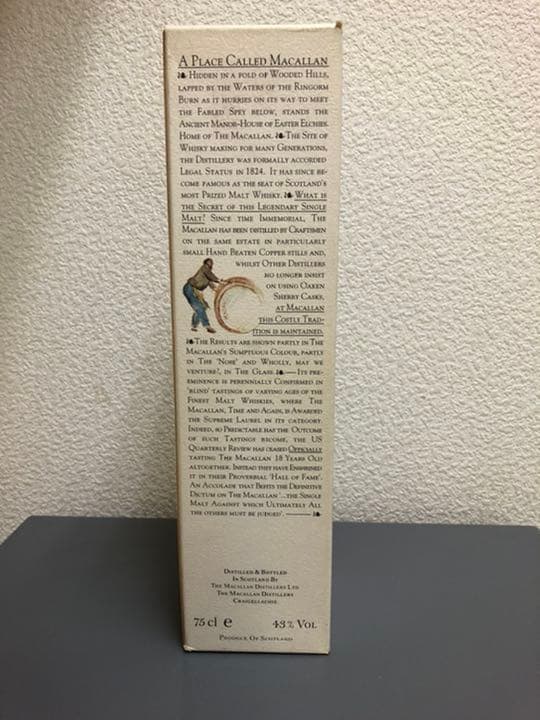 A PLACE CALLED MACALLAN
❧ HIDDEN IN A FOLD OF WOODED HILLS,
LAPPED BY THE WATERS OF THE RINGORM
BURN AS IT HURRIES ON ITS WAY TO MEET
THE FABLED SPEY BELOW, STANDS THE
ANCIENT MANOR-HOUSE OF EASTER ELCHIES.
HOME OF THE MACALLAN. ❧ THE SITE OF
WHISKY MAKING FOR MANY GENERATIONS,
THE DISTILLERY WAS FORMALLY ACCORDED
LEGAL STATUS IN 1824. IT HAS SINCE BE-
COME FAMOUS AS THE SEAT OF SCOTLAND'S
MOST PRIZED MALT WHISKY. ❧ WHAT IS
THE SECRET OF THIS LEGENDARY SINGLE
MALT? SINCE TIME IMMEMORIAL, THE
MACALLAN HAS BEEN DISTILLED BY CRAFTSMEN
ON THE SAME ESTATE IN PARTICULARLY
SMALL HAND BEATEN COPPER STILLS AND,
WHILST OTHER DISTILLERS
NO LONGER INSIST
ON USING OAKEN
SHERRY CASKS,
AT MACALLAN
THIS COSTLY TRAD-
ITION IS MAINTAINED.
❧ THE RESULTS ARE SHOWN PARTLY IN THE
MACALLAN'S SUMPTUOUS COLOUR, PARTLY
IN THE 'NOSE' AND WHOLLY, MAY WE
VENTURE?, IN THE GLASS. ❧—ITS PRE-
EMINENCE IS PERENNIALLY CONFIRMED IN
'BLIND' TASTINGS OF VARYING AGES OF THE
FINEST MALT WHISKIES, WHERE THE
MACALLAN, TIME AND AGAIN, IS AWARDED
THE SUPREME LAUREL IN ITS CATEGORY.
INDEED, SO PREDICTABLE HAS THE OUTCOME
OF SUCH TASTINGS BECOME, THE US
QUARTERLY REVIEW HAS CEASED OFFICIALLY
TASTING THE MACALLAN 18 YEARS OLD
ALTOGETHER. INSTEAD THEY HAVE ENSHRINED
IT IN THEIR PROVERBIAL 'HALL OF FAME'.
AN ACCOLADE THAT BEFITS THE DEFINITIVE
DICTUM ON THE MACALLAN '...THE SINGLE
MALT AGAINST WHICH ULTIMATELY ALL
THE OTHERS MUST BE JUDGED'. —— ❧
DISTILLED & BOTTLED
IN SCOTLAND BY
THE MACALLAN DISTILLERS LTD
THE MACALLAN DISTILLERS
CRAIGELLACHIE
75 cl e 43% VOL
PRODUCE OF SCOTLAND